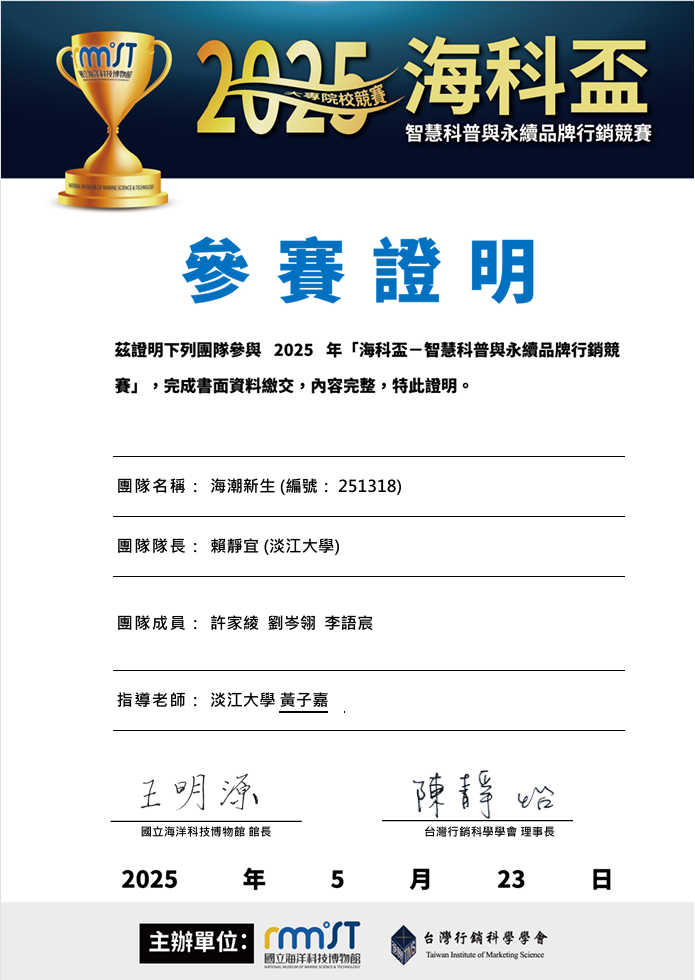 nmmST
國立海洋科技博物館
NATIONAL MUSEUM OF MARINE SCIENCE & TECHNOLOGY
2025
大專院校競賽
海科盃
智慧科普與永續品牌行銷競賽
參賽證明
茲證明下列團隊參與 2025 年「海科盃－智慧科普與永續品牌行銷競
賽」，完成書面資料繳交，內容完整，特此證明。
團隊名稱： 海潮新生 (編號： 251318)
團隊隊長： 賴靜宜 (淡江大學)
團隊成員： 許家綾 劉岑翎 李語宸
指導老師： 淡江大學 黃子嘉 .
王明源
陳靜怡
國立海洋科技博物館 館長
台灣行銷科學學會 理事長
2025 年 5 月 23 日
主辦單位：
nmmST
國立海洋科技博物館
NATIONAL MUSEUM OF MARINE SCIENCE & TECHNOLOGY
台灣行銷科學學會
Taiwan Institute of Marketing Science